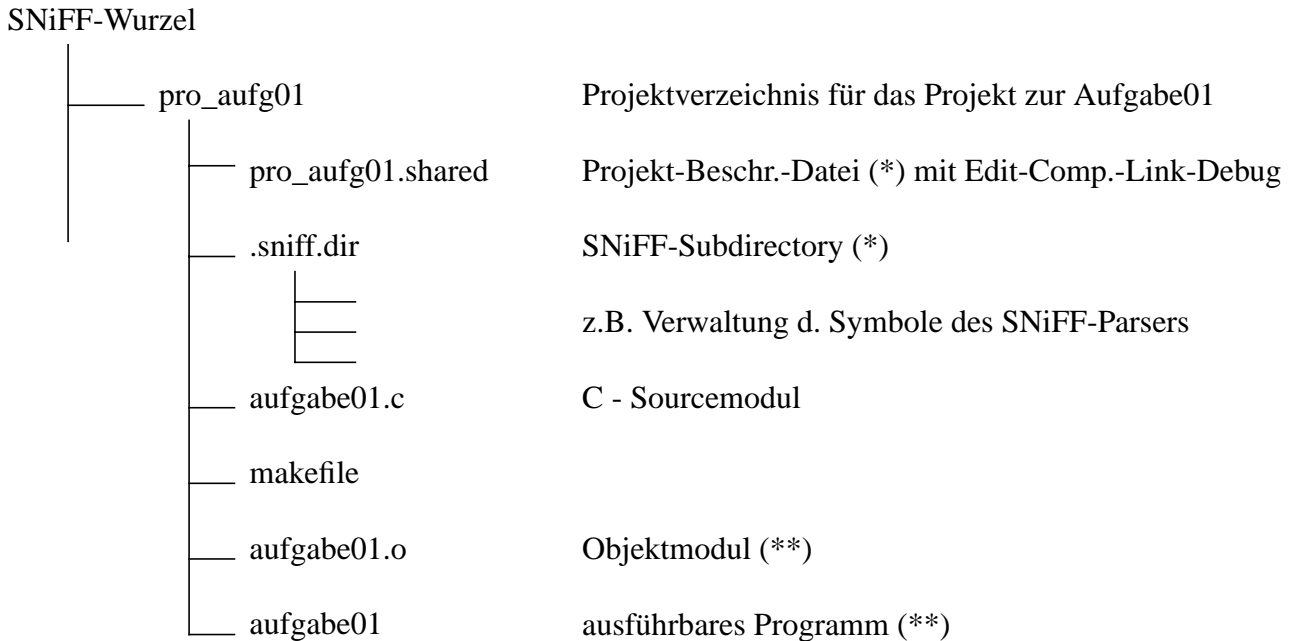 SNiFF-Wurzel
pro_aufg01 Projektverzeichnis für das Projekt zur Aufgabe01
pro_aufg01.shared Projekt-Beschr.-Datei (*) mit Edit-Comp.-Link-Debug
.sniff.dir SNiFF-Subdirectory (*)
z.B. Verwaltung d. Symbole des SNiFF-Parsers
aufgabe01.c C - Sourcemodul
makefile
aufgabe01.o Objektmodul (**)
aufgabe01 ausführbares Programm (**)